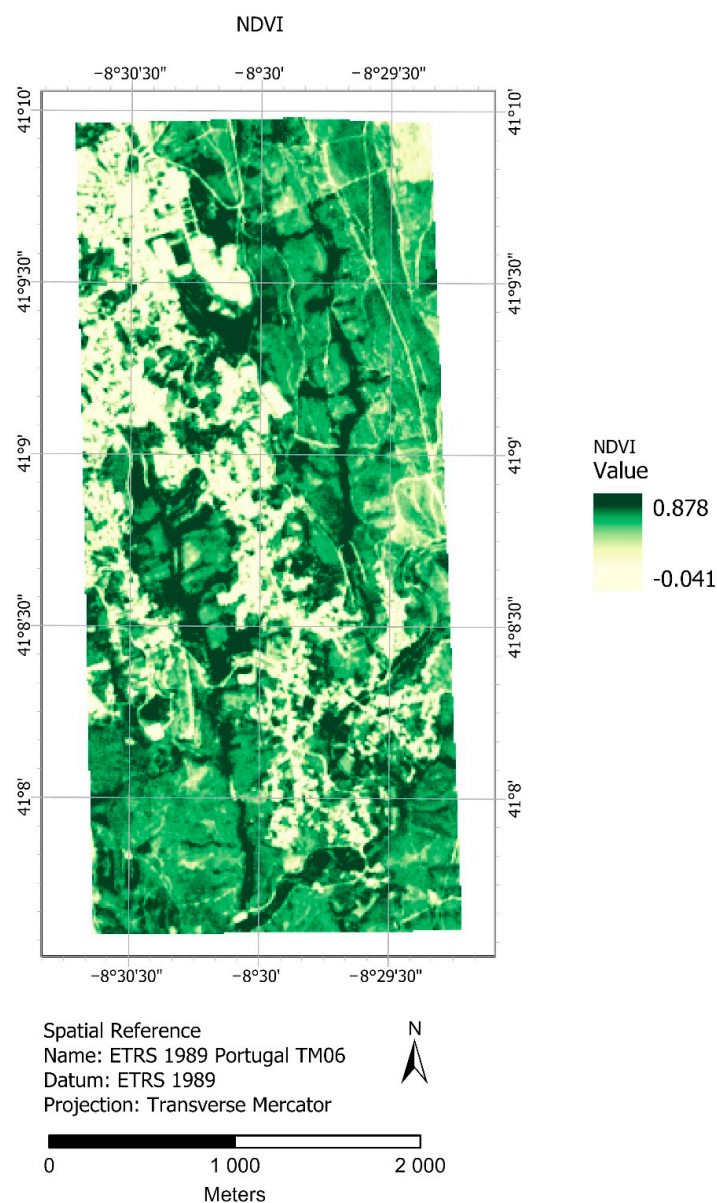 NDVI
−8°30'30" −8°30' −8°29'30"
41°10' 41°10'
41°9'30" 41°9'30"
41°9' 41°9'
41°8'30" 41°8'30"
41°8' 41°8'
−8°30'30" −8°30' −8°29'30"
NDVI
Value
0.878
-0.041
Spatial Reference
Name: ETRS 1989 Portugal TM06
Datum: ETRS 1989
Projection: Transverse Mercator
N
0 1 000 2 000
Meters